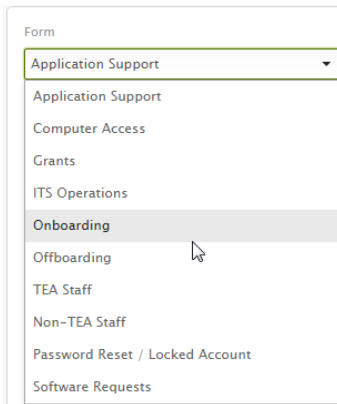 Form
Application Support
Application Support
Computer Access
Grants
ITS Operations
Onboarding
Offboarding
TEA Staff
Non-TEA Staff
Password Reset / Locked Account
Software Requests